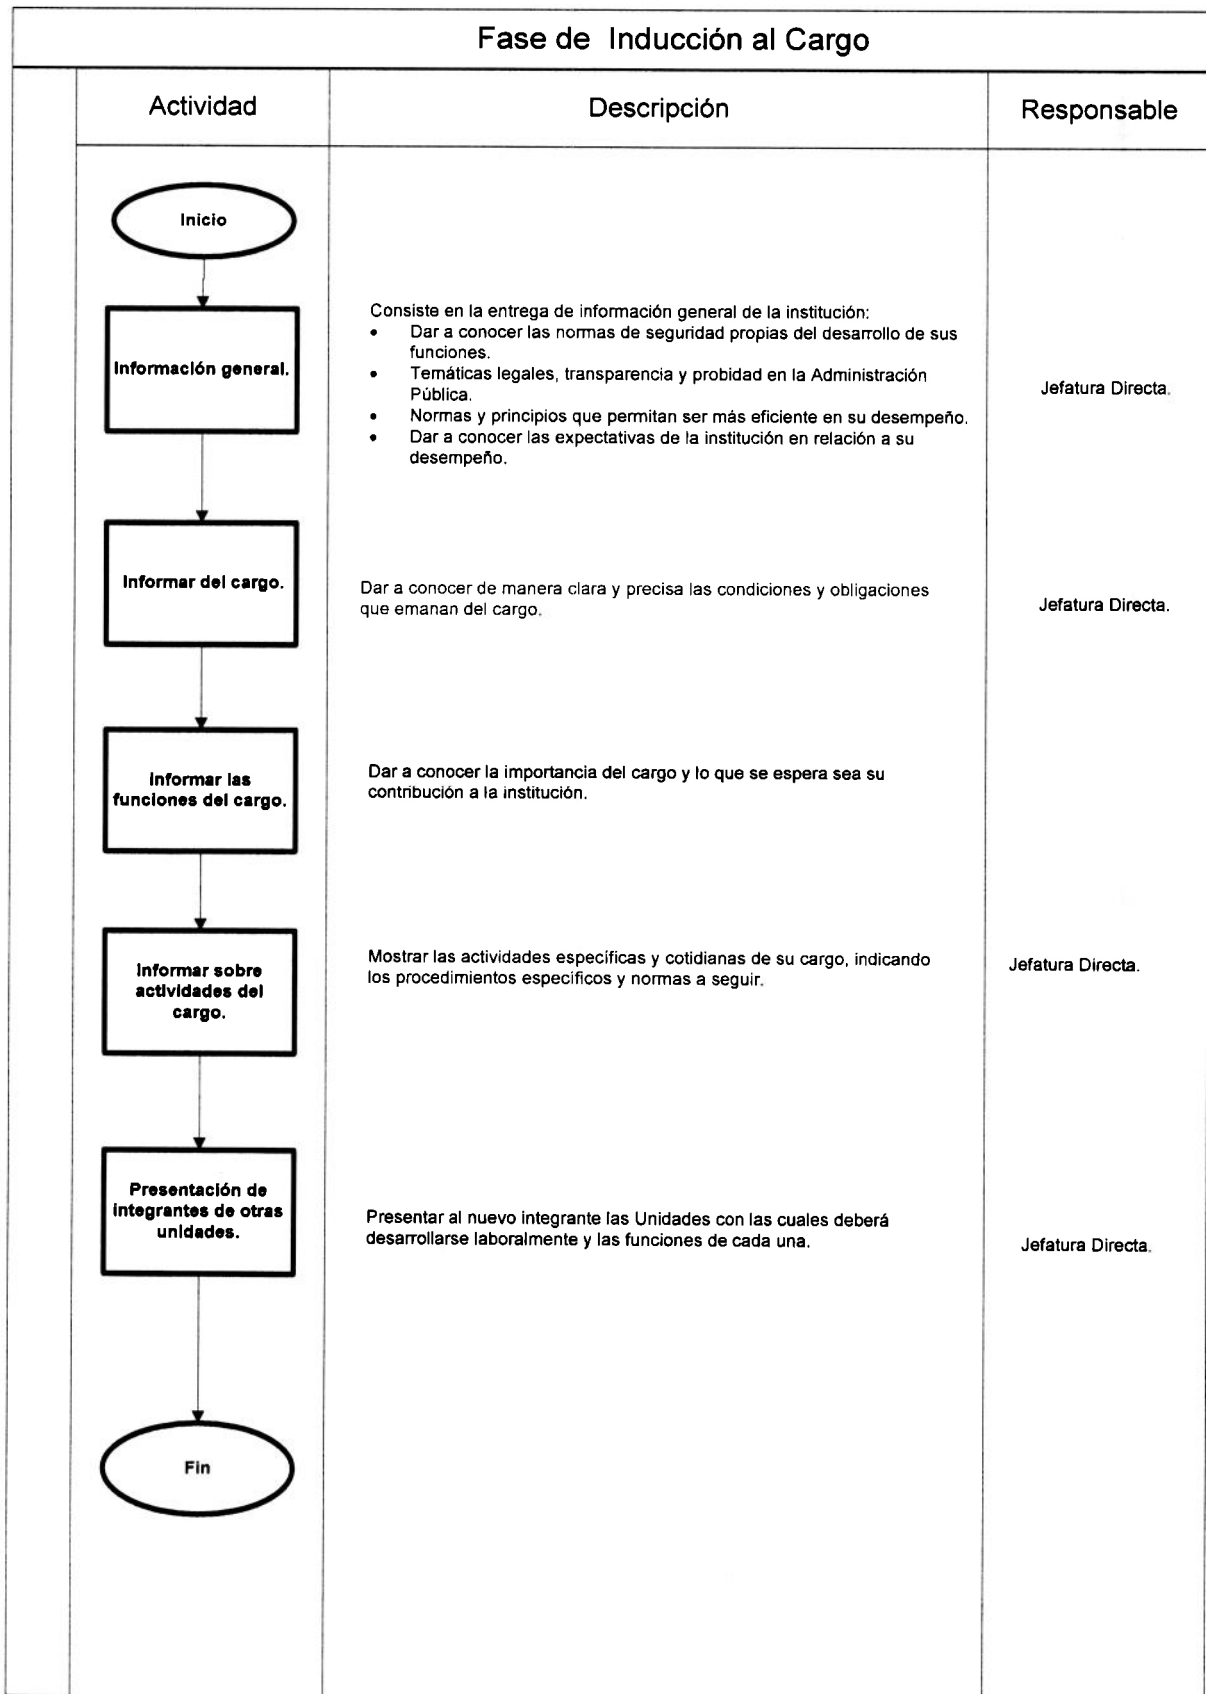 Fase de Inducción al Cargo
Actividad
Descripción
Responsable
Inicio
Información general.
Consiste en la entrega de información general de la institución:
• Dar a conocer las normas de seguridad propias del desarrollo de sus
funciones.
• Temáticas legales, transparencia y probidad en la Administración
Pública.
• Normas y principios que permitan ser más eficiente en su desempeño.
• Dar a conocer las expectativas de la institución en relación a su
desempeño.
Jefatura Directa.
Informar del cargo.
Dar a conocer de manera clara y precisa las condiciones y obligaciones
que emanan del cargo.
Jefatura Directa.
Informar las
funciones del cargo.
Dar a conocer la importancia del cargo y lo que se espera sea su
contribución a la institución.
Informar sobre
actividades del
cargo.
Mostrar las actividades específicas y cotidianas de su cargo, indicando
los procedimientos específicos y normas a seguir.
Jefatura Directa.
Presentación de
integrantes de otras
unidades.
Presentar al nuevo integrante las Unidades con las cuales deberá
desarrollarse laboralmente y las funciones de cada una.
Jefatura Directa.
Fin